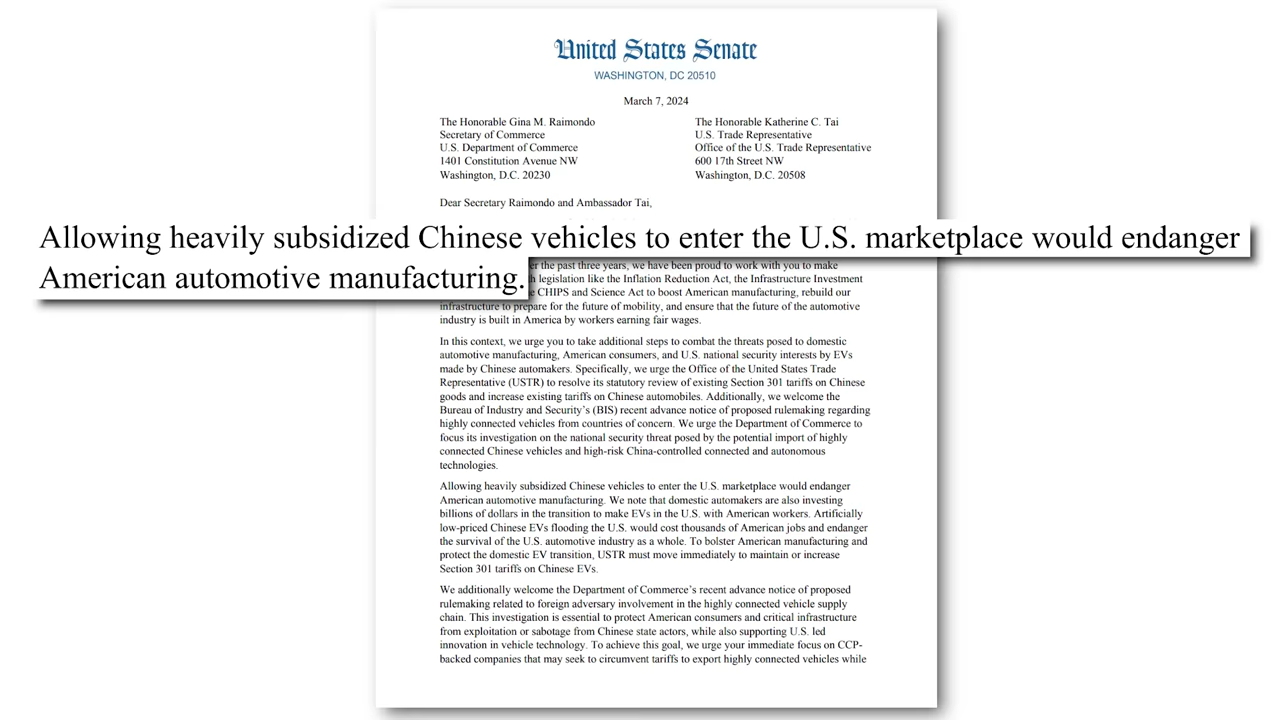 United States Senate
WASHINGTON, DC 20510
March 7, 2024
The Honorable Gina M. Raimondo
Secretary of Commerce
U.S. Department of Commerce
1401 Constitution Avenue NW
Washington, D.C. 20230
The Honorable Katherine C. Tai
U.S. Trade Representative
Office of the U.S. Trade Representative
600 17th Street NW
Washington, D.C. 20508
Dear Secretary Raimondo and Ambassador Tai,
Allowing heavily subsidized Chinese vehicles to enter the U.S. marketplace would endanger
American automotive manufacturing.
the past three years, we have been proud to work with you to make
legislation like the Inflation Reduction Act, the Infrastructure Investment
CHIPS and Science Act to boost American manufacturing, rebuild our
infrastructure to prepare for the future of mobility, and ensure that the future of the automotive
industry is built in America by workers earning fair wages.
In this context, we urge you to take additional steps to combat the threats posed to domestic
automotive manufacturing, American consumers, and U.S. national security interests by EVs
made by Chinese automakers. Specifically, we urge the Office of the United States Trade
Representative (USTR) to resolve its statutory review of existing Section 301 tariffs on Chinese
goods and increase existing tariffs on Chinese automobiles. Additionally, we welcome the
Bureau of Industry and Security's (BIS) recent advance notice of proposed rulemaking regarding
highly connected vehicles from countries of concern. We urge the Department of Commerce to
focus its investigation on the national security threat posed by the potential import of highly
connected Chinese vehicles and high-risk China-controlled connected and autonomous
technologies.
Allowing heavily subsidized Chinese vehicles to enter the U.S. marketplace would endanger
American automotive manufacturing. We note that domestic automakers are also investing
billions of dollars in the transition to make EVs in the U.S. with American workers. Artificially
low-priced Chinese EVs flooding the U.S. would cost thousands of American jobs and endanger
the survival of the U.S. automotive industry as a whole. To bolster American manufacturing and
protect the domestic EV transition, USTR must move immediately to maintain or increase
Section 301 tariffs on Chinese EVs.
We additionally welcome the Department of Commerce's recent advance notice of proposed
rulemaking related to foreign adversary involvement in the highly connected vehicle supply
chain. This investigation is essential to protect American consumers and critical infrastructure
from exploitation or sabotage from Chinese state actors, while also supporting U.S. led
innovation in vehicle technology. To achieve this goal, we urge your immediate focus on CCP-
backed companies that may seek to circumvent tariffs to export highly connected vehicles while